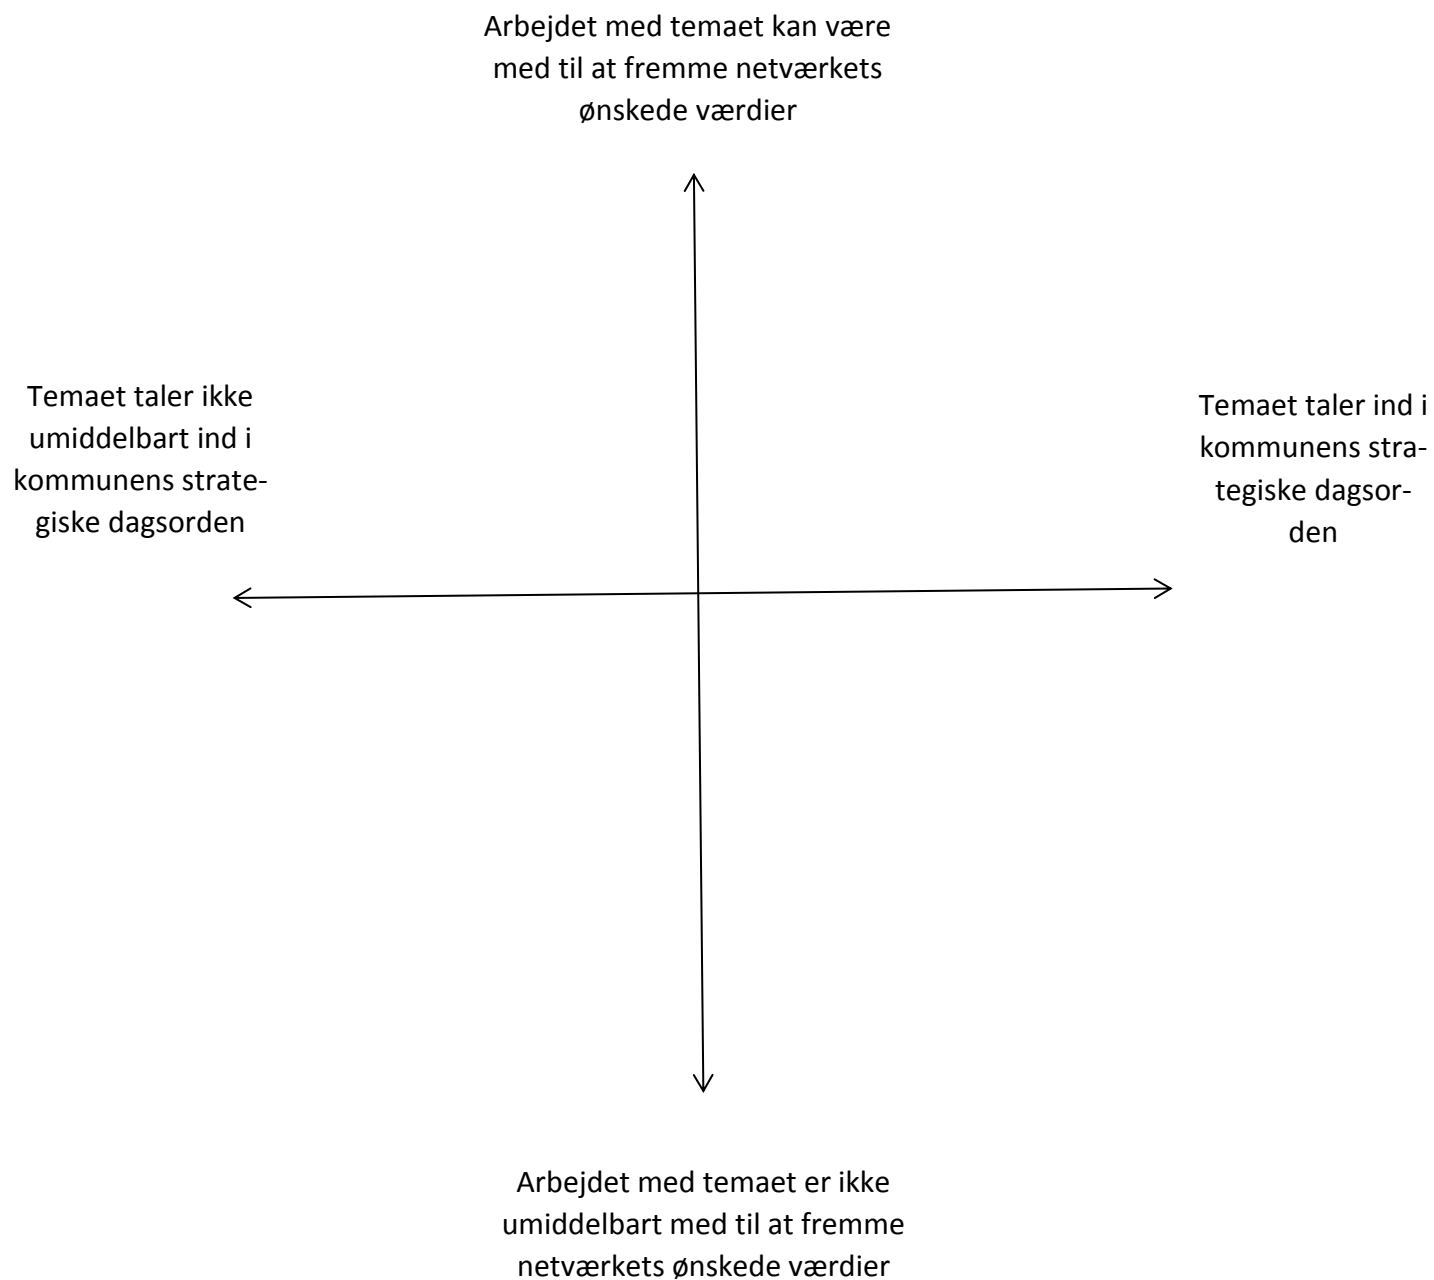 Arbejdet med temaet kan være
med til at fremme netværkets
ønskede værdier
Temaet taler ikke
umiddelbart ind i
kommunens strate-
giske dagsorden
Temaet taler ind i
kommunens stra-
tegiske dagsor-
den
Arbejdet med temaet er ikke
umiddelbart med til at fremme
netværkets ønskede værdier